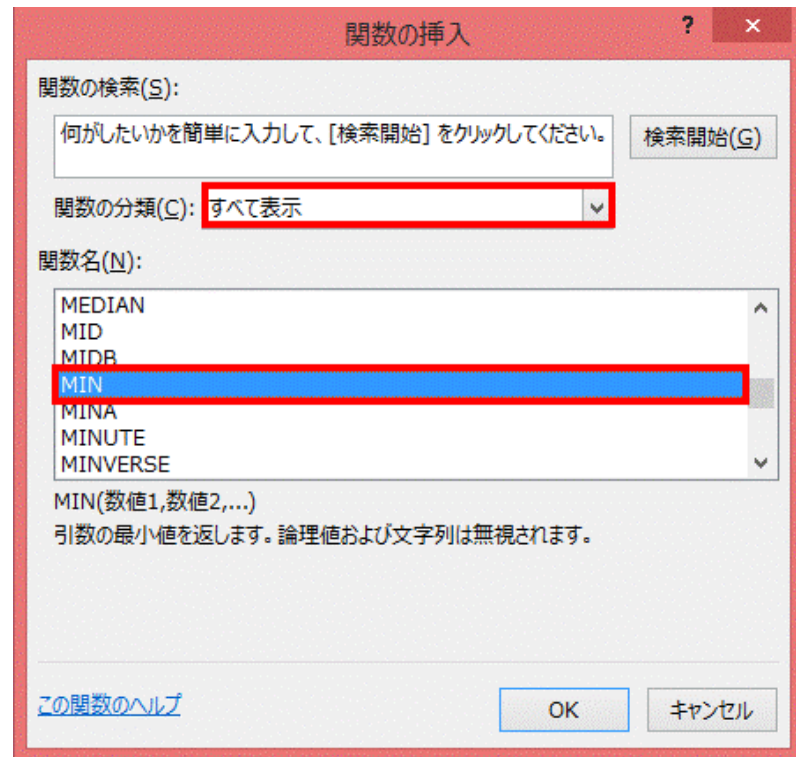 関数の挿入
?
×
関数の検索(S):
何がしたいかを簡単に入力して、[検索開始] をクリックしてください。
検索開始(G)
関数の分類(C): すべて表示
関数名(N):
MEDIAN
MID
MIDB
MIN
MINA
MINUTE
MINVERSE
MIN(数値1,数値2,...)
引数の最小値を返します。論理値および文字列は無視されます。
この関数のヘルプ
OK
キャンセル